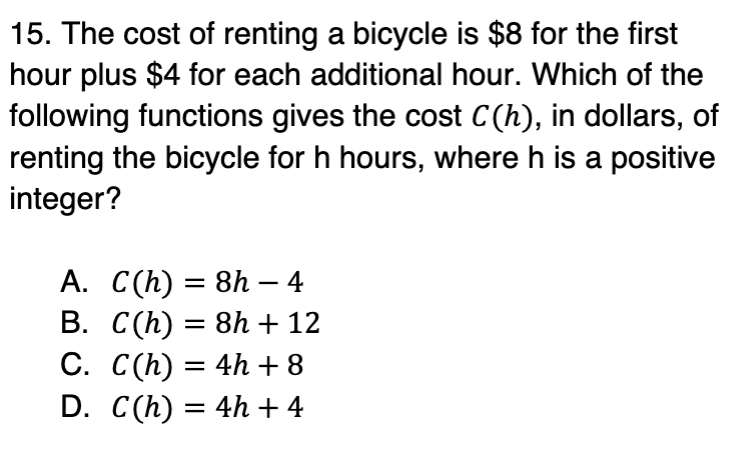 15. The cost of renting a bicycle is $8 for the first
hour plus $4 for each additional hour. Which of the
following functions gives the cost C(h), in dollars, of
renting the bicycle for h hours, where h is a positive
integer?
A. C(h) = 8h – 4
B. C(h) = 8h + 12
C. C(h) = 4h + 8
D. C(h) = 4h + 4